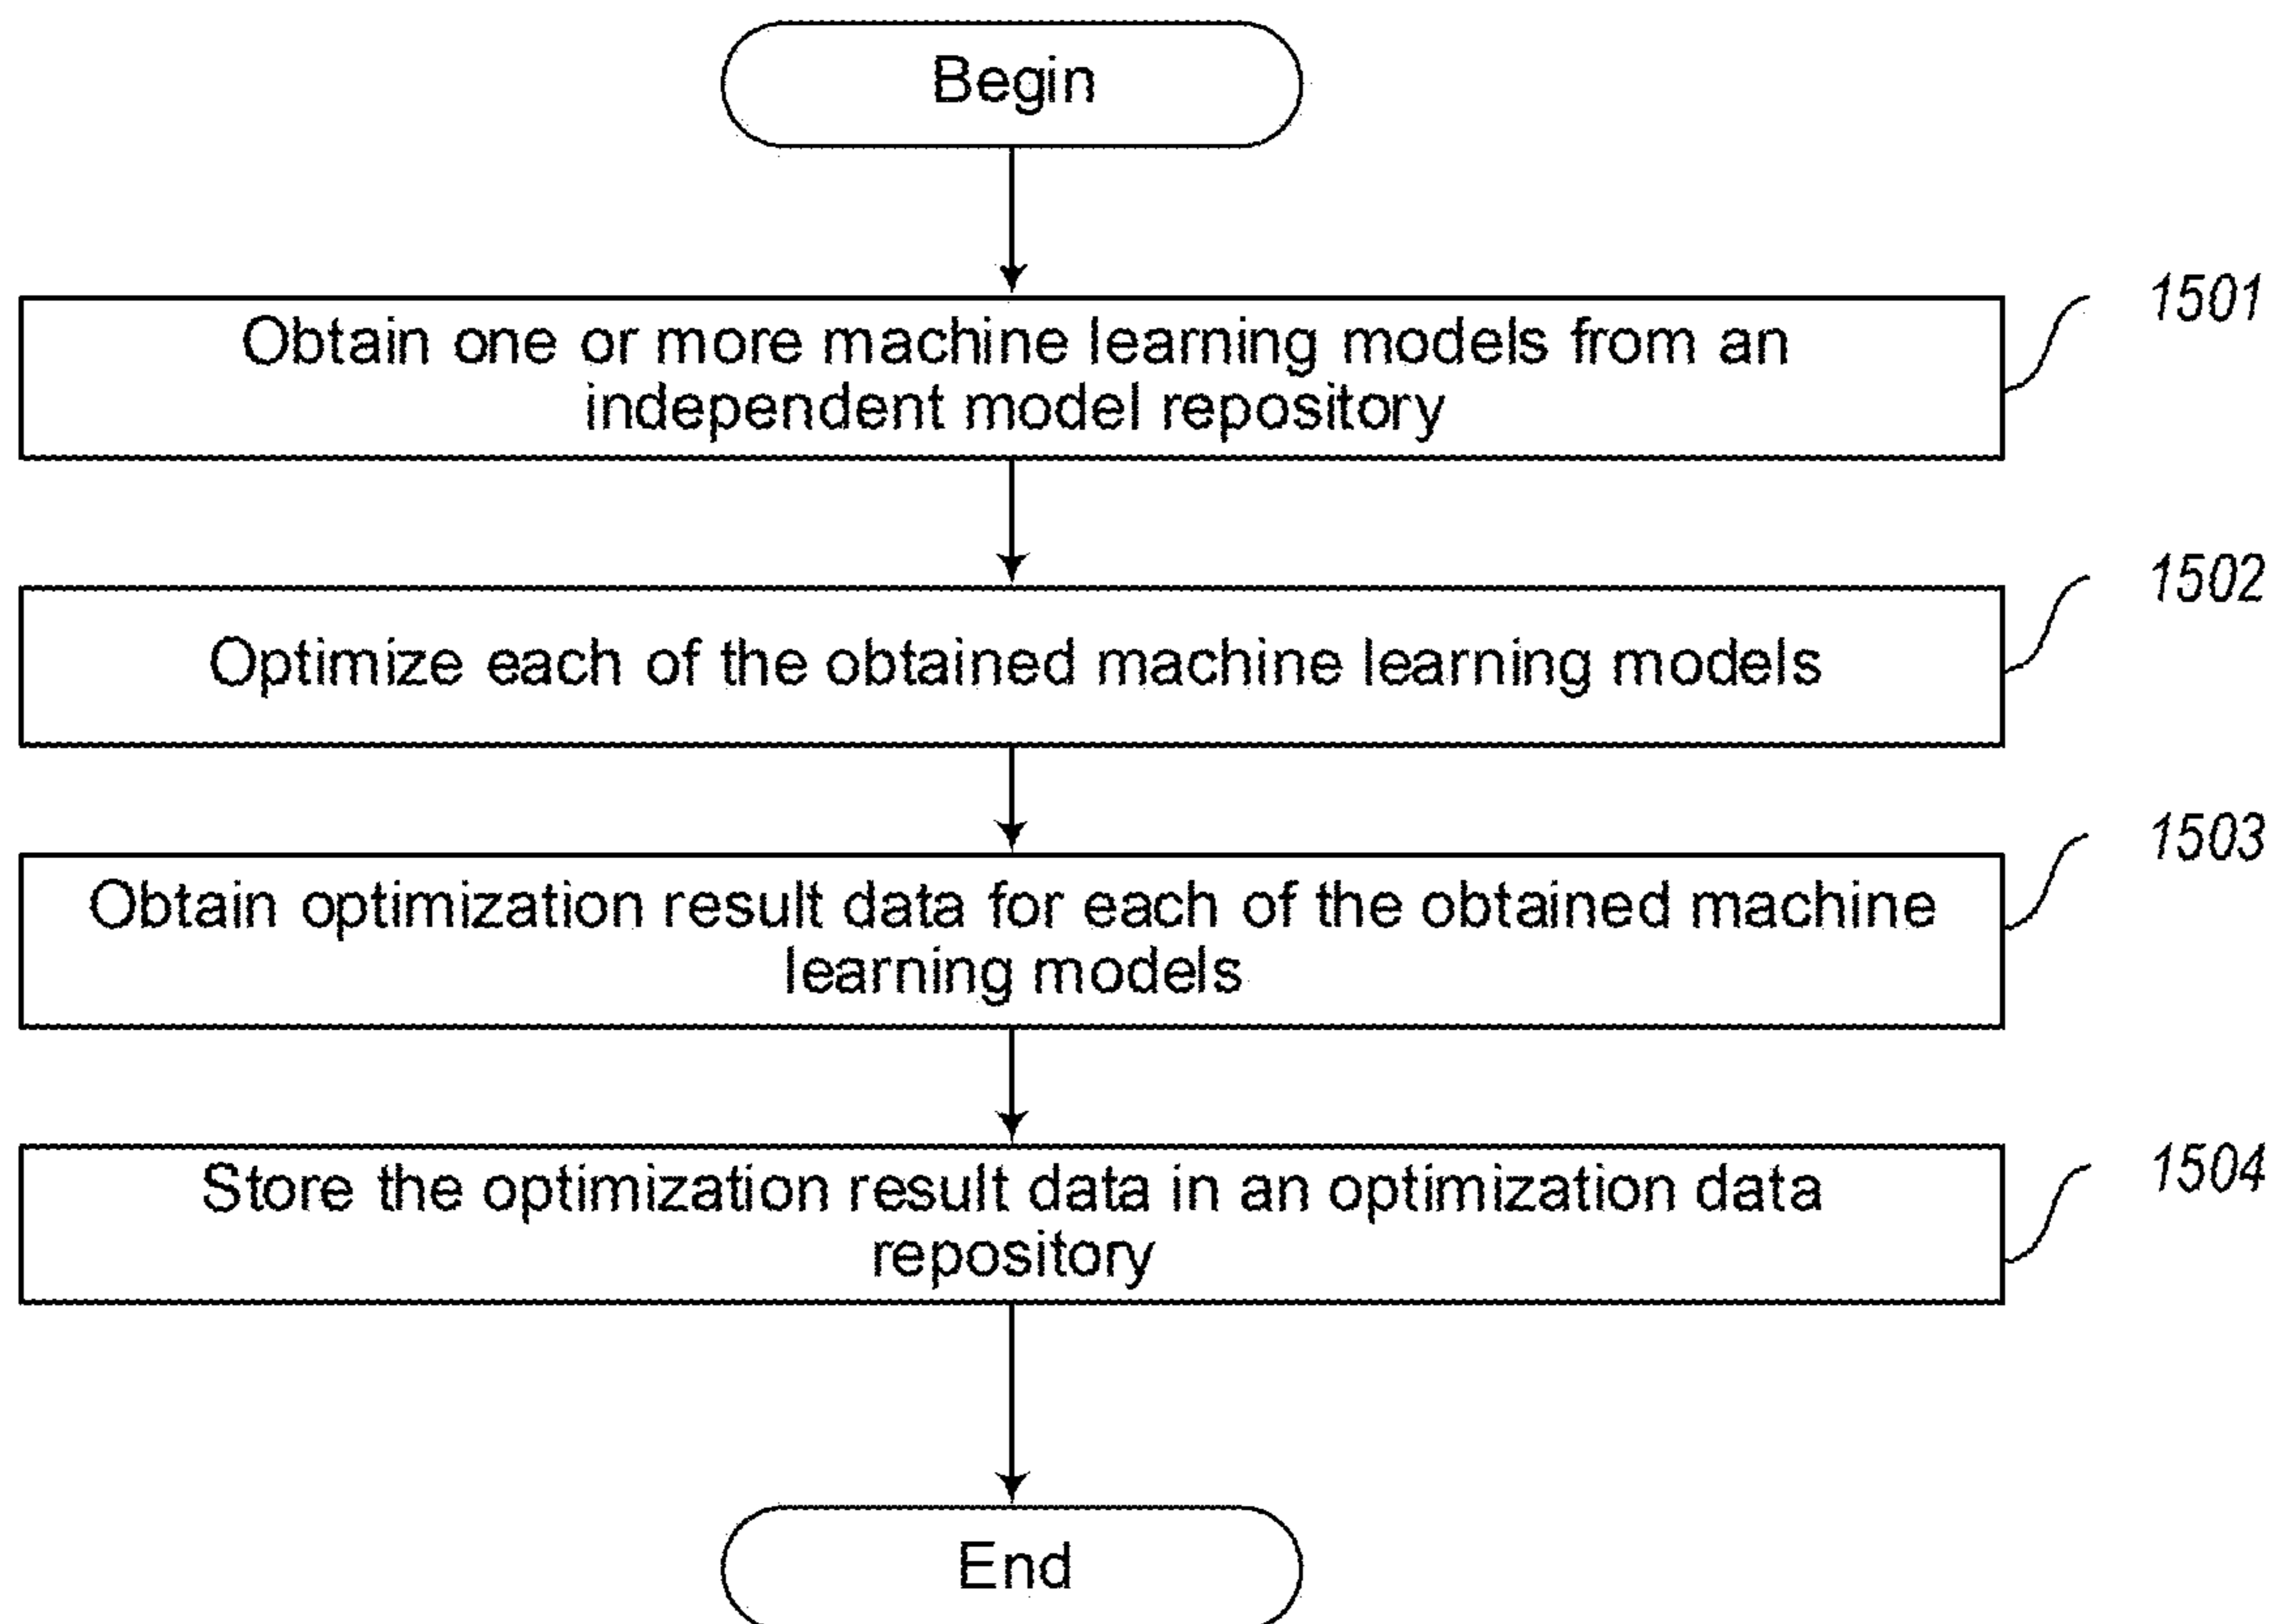 Begin
Obtain one or more machine learning models from an
independent model repository
1501
Optimize each of the obtained machine learning models
1502
Obtain optimization result data for each of the obtained machine
learning models
1503
Store the optimization result data in an optimization data
repository
1504
End